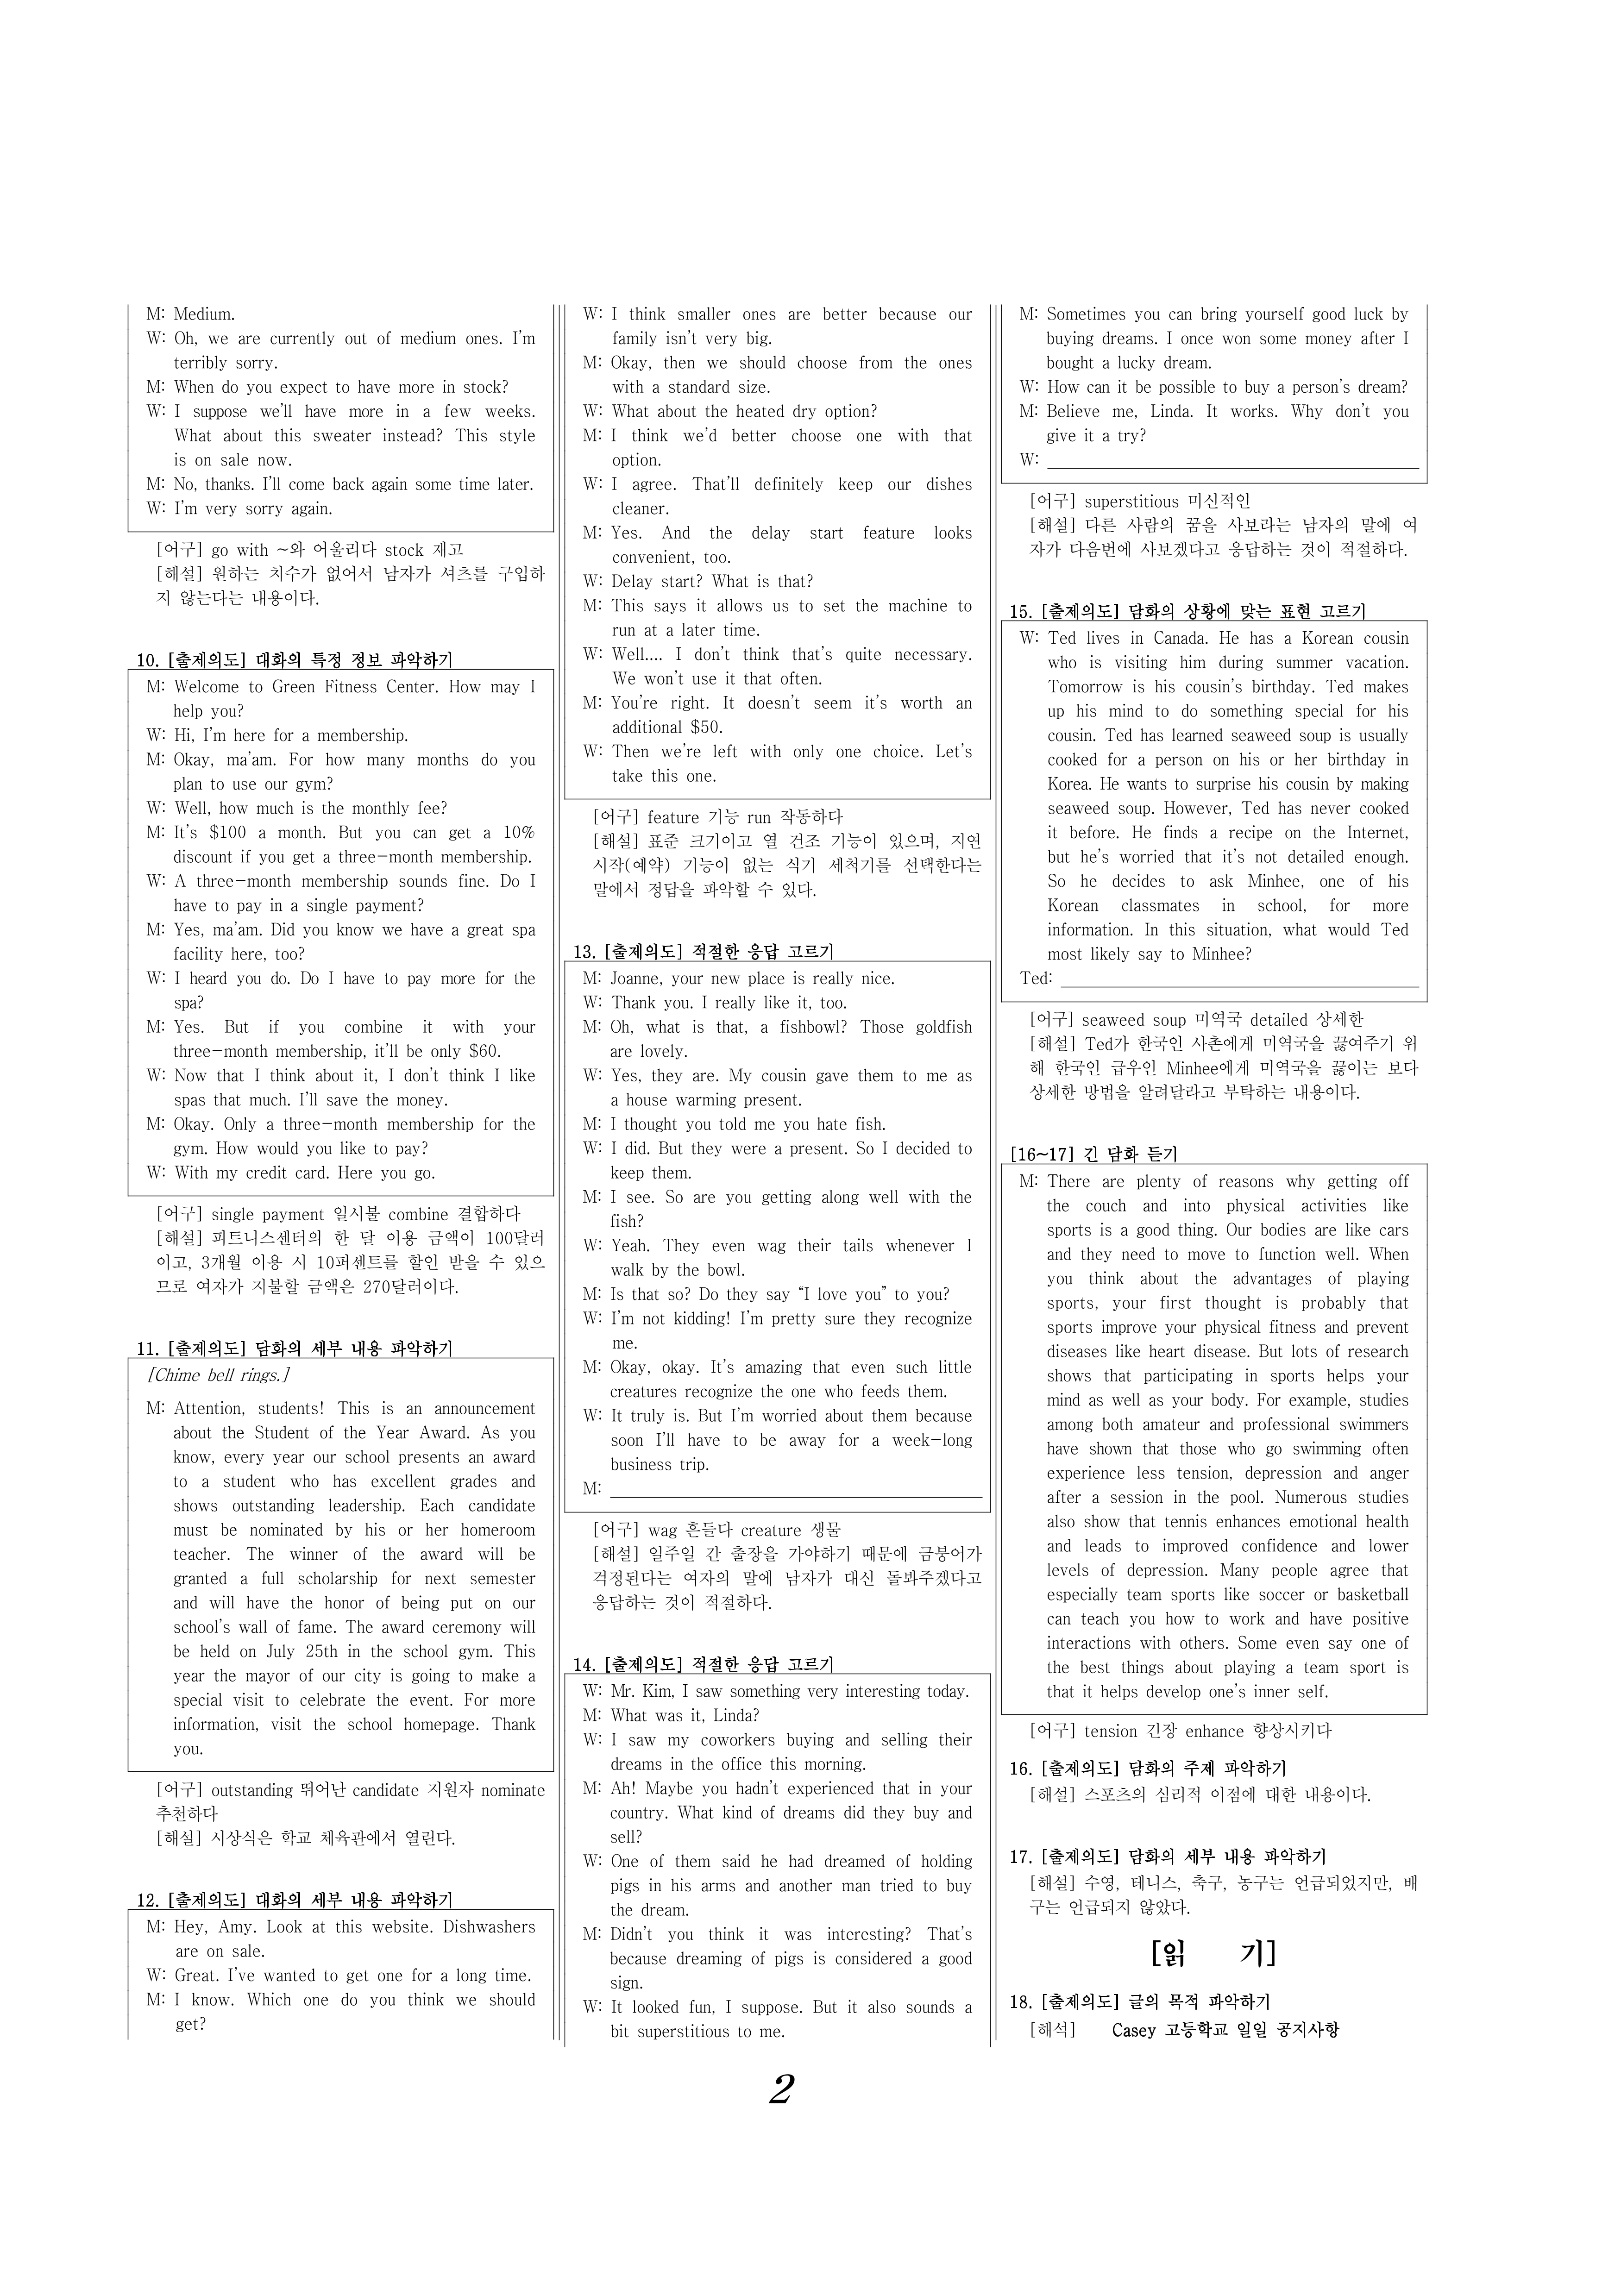 M: Medium.
W: Oh, we are currently out of medium ones. I'm
terribly sorry.
M: When do you expect to have more in stock?
W: I suppose we'll have more in a few weeks.
What about this sweater instead? This style
is on sale now.
M: No, thanks. I'll come back again some time later.
W: I'm very sorry again.
[어구] go with ~와 어울리다 stock 재고
[해설] 원하는 치수가 없어서 남자가 셔츠를 구입하
지 않는다는 내용이다.
10. [출제의도] 대화의 특정 정보 파악하기
M: Welcome to Green Fitness Center. How may I
help you?
W: Hi, I'm here for a membership.
M: Okay, ma'am. For how many months do you
plan to use our gym?
W: Well, how much is the monthly fee?
M: It's $100 a month. But you can get a 10%
discount if you get a three-month membership.
W: A three-month membership sounds fine. Do I
have to pay in a single payment?
M: Yes, ma'am. Did you know we have a great spa
facility here, too?
W: I heard you do. Do I have to pay more for the
spa?
M: Yes. But if you combine it with your
three-month membership, it'll be only $60.
W: Now that I think about it, I don't think I like
spas that much. I'll save the money.
M: Okay. Only a three-month membership for the
gym. How would you like to pay?
W: With my credit card. Here you go.
[어구] single payment 일시불 combine 결합하다
[해설] 피트니스센터의 한 달 이용 금액이 100달러
이고, 3개월 이용 시 10퍼센트를 할인 받을 수 있으
므로 여자가 지불할 금액은 270달러이다.
11. [출제의도] 담화의 세부 내용 파악하기
[Chime bell rings.]
M: Attention, students! This is an announcement
about the Student of the Year Award. As you
know, every year our school presents an award
to a student who has excellent grades and
shows outstanding leadership. Each candidate
must be nominated by his or her homeroom
teacher. The winner of the award will be
granted a full scholarship for next semester
and will have the honor of being put on our
school's wall of fame. The award ceremony will
be held on July 25th in the school gym. This
year the mayor of our city is going to make a
special visit to celebrate the event. For more
information, visit the school homepage. Thank
you.
[어구] outstanding 뛰어난 candidate 지원자 nominate
추천하다
[해설] 시상식은 학교 체육관에서 열린다.
12. [출제의도] 대화의 세부 내용 파악하기
M: Hey, Amy. Look at this website. Dishwashers
are on sale.
W: Great. I've wanted to get one for a long time.
M: I know. Which one do you think we should
get?
W: I think smaller ones are better because our
family isn't very big.
M: Okay, then we should choose from the ones
with a standard size.
W: What about the heated dry option?
M: I think we'd better choose one with that
option.
W: I agree. That'll definitely keep our dishes
cleaner.
M: Yes. And the delay start feature looks
convenient, too.
W: Delay start? What is that?
M: This says it allows us to set the machine to
run at a later time.
W: Well.... I don't think that's quite necessary.
We won't use it that often.
M: You're right. It doesn't seem it's worth an
additional $50.
W: Then we're left with only one choice. Let's
take this one.
[어구] feature 기능 run 작동하다
[해설] 표준 크기이고 열 건조 기능이 있으며, 지연
시작(예약) 기능이 없는 식기 세척기를 선택한다는
말에서 정답을 파악할 수 있다.
13. [출제의도] 적절한 응답 고르기
M: Joanne, your new place is really nice.
W: Thank you. I really like it, too.
M: Oh, what is that, a fishbowl? Those goldfish
are lovely.
W: Yes, they are. My cousin gave them to me as
a house warming present.
M: I thought you told me you hate fish.
W: I did. But they were a present. So I decided to
keep them.
M: I see. So are you getting along well with the
fish?
W: Yeah. They even wag their tails whenever I
walk by the bowl.
M: Is that so? Do they say “I love you” to you?
W: I'm not kidding! I'm pretty sure they recognize
me.
M: Okay, okay. It's amazing that even such little
creatures recognize the one who feeds them.
W: It truly is. But I'm worried about them because
soon I'll have to be away for a week-long
business trip.
M:
[어구] wag 흔들다 creature 생물
[해설] 일주일 간 출장을 가야하기 때문에 금붕어가
걱정된다는 여자의 말에 남자가 대신 돌봐주겠다고
응답하는 것이 적절하다.
14. [출제의도] 적절한 응답 고르기
W: Mr. Kim, I saw something very interesting today.
M: What was it, Linda?
W: I saw my coworkers buying and selling their
dreams in the office this morning.
M: Ah! Maybe you hadn't experienced that in your
country. What kind of dreams did they buy and
sell?
W: One of them said he had dreamed of holding
pigs in his arms and another man tried to buy
the dream.
M: Didn't you think it was interesting? That's
because dreaming of pigs is considered a good
sign.
W: It looked fun, I suppose. But it also sounds a
bit superstitious to me.
M: Sometimes you can bring yourself good luck by
buying dreams. I once won some money after I
bought a lucky dream.
W: How can it be possible to buy a person's dream?
M: Believe me, Linda. It works. Why don't you
give it a try?
W:
[어구] superstitious 미신적인
[해설] 다른 사람의 꿈을 사보라는 남자의 말에 여
자가 다음번에 사보겠다고 응답하는 것이 적절하다.
15. [출제의도] 담화의 상황에 맞는 표현 고르기
W: Ted lives in Canada. He has a Korean cousin
who is visiting him during summer vacation.
Tomorrow is his cousin's birthday. Ted makes
up his mind to do something special for his
cousin. Ted has learned seaweed soup is usually
cooked for a person on his or her birthday in
Korea. He wants to surprise his cousin by making
seaweed soup. However, Ted has never cooked
it before. He finds a recipe on the Internet,
but he's worried that it's not detailed enough.
So he decides to ask Minhee, one of his
Korean classmates in school, for more
information. In this situation, what would Ted
most likely say to Minhee?
Ted:
[어구] seaweed soup 미역국 detailed 상세한
[해설] Ted가 한국인 사촌에게 미역국을 끓여주기 위
해 한국인 급우인 Minhee에게 미역국을 끓이는 보다
상세한 방법을 알려달라고 부탁하는 내용이다.
[16~17] 긴 담화 듣기
M: There are plenty of reasons why getting off
the couch and into physical activities like
sports is a good thing. Our bodies are like cars
and they need to move to function well. When
you think about the advantages of playing
sports, your first thought is probably that
sports improve your physical fitness and prevent
diseases like heart disease. But lots of research
shows that participating in sports helps your
mind as well as your body. For example, studies
among both amateur and professional swimmers
have shown that those who go swimming often
experience less tension, depression and anger
after a session in the pool. Numerous studies
also show that tennis enhances emotional health
and leads to improved confidence and lower
levels of depression. Many people agree that
especially team sports like soccer or basketball
can teach you how to work and have positive
interactions with others. Some even say one of
the best things about playing a team sport is
that it helps develop one's inner self.
[어구] tension 긴장 enhance 향상시키다
16. [출제의도] 담화의 주제 파악하기
[해설] 스포츠의 심리적 이점에 대한 내용이다.
17. [출제의도] 담화의 세부 내용 파악하기
[해설] 수영, 테니스, 축구, 농구는 언급되었지만, 배
구는 언급되지 않았다.
[읽 기]
18. [출제의도] 글의 목적 파악하기
[해석] Casey 고등학교 일일 공지사항
2